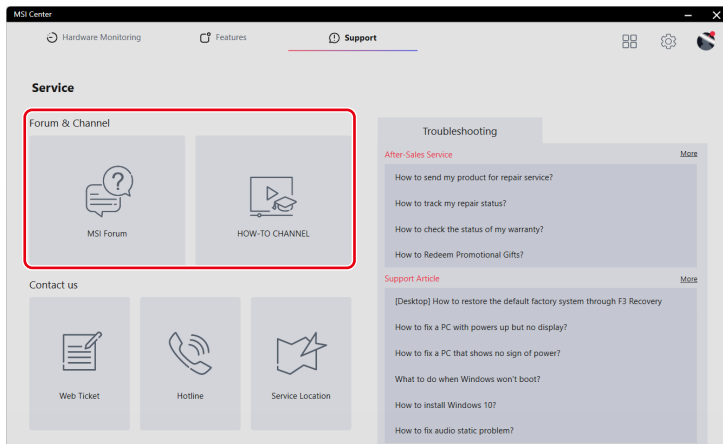 MSI Center
Hardware Monitoring
Features
Support
Service
Forum & Channel
MSI Forum
HOW-TO CHANNEL
Contact us
Web Ticket
Hotline
Service Location
Troubleshooting
After-Sales Service
More
How to send my product for repair service?
How to track my repair status?
How to check the status of my warranty?
How to Redeem Promotional Gifts?
Support Article
More
[Desktop] How to restore the default factory system through F3 Recovery
How to fix a PC with powers up but no display?
How to fix a PC that shows no sign of power?
What to do when Windows won't boot?
How to install Windows 10?
How to fix audio static problem?